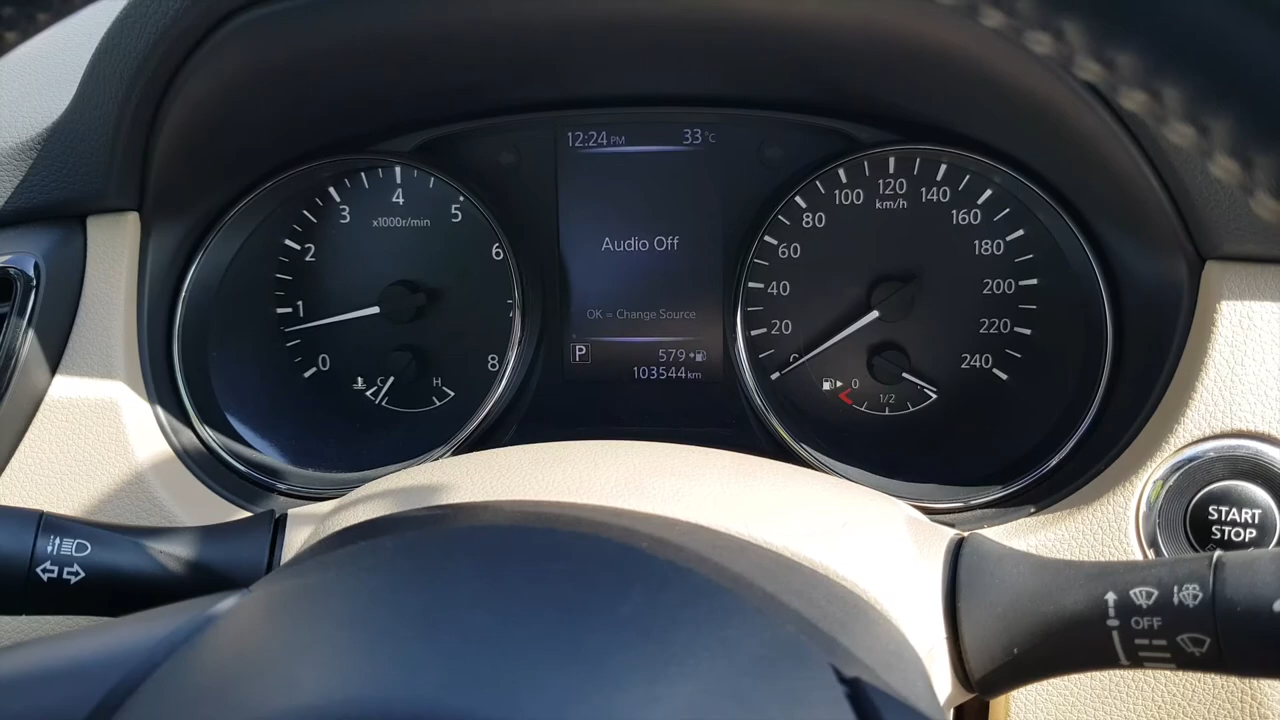 12:24 PM 33°C
Audio Off
OK = Change Source
P
579
103544 km
0
1
2
3
4
5
6
7
8
x1000r/min
C H
0
20
40
60
80
100
120
140
160
180
200
220
240
km/h
0 1/2
START
STOP
OFF